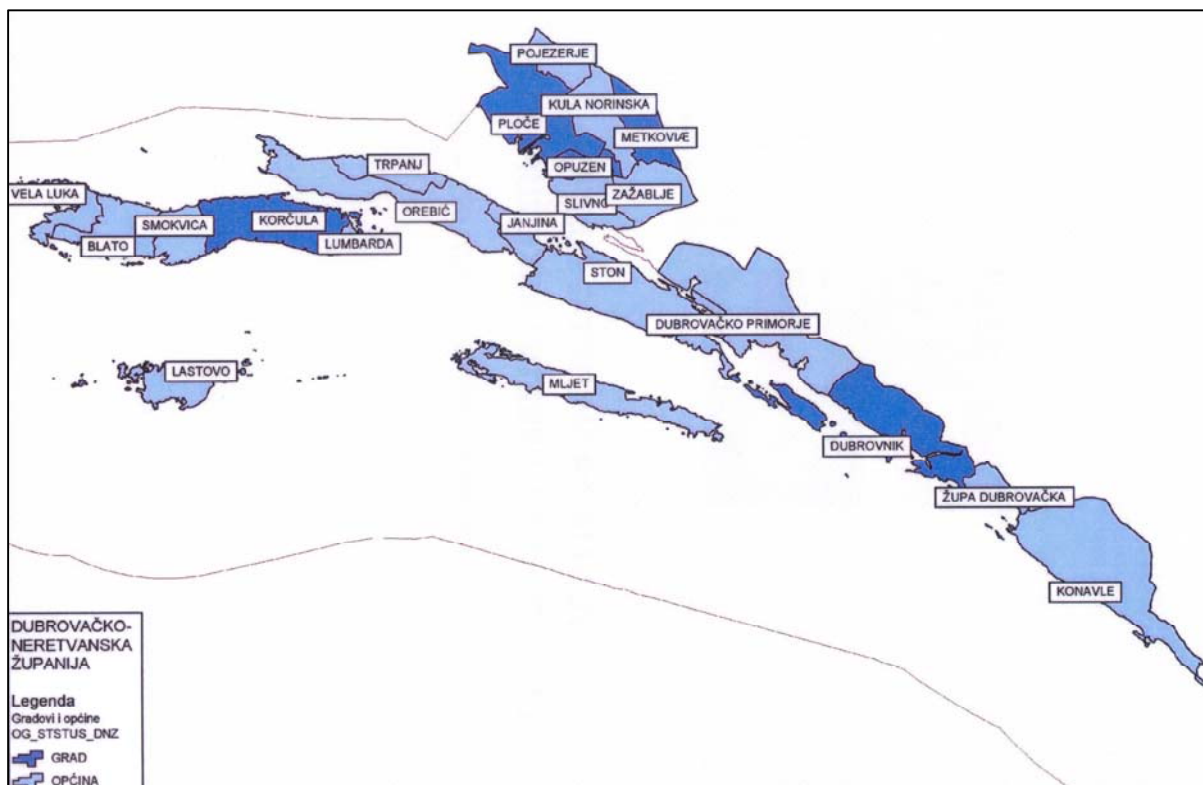 POJEZERJE
KULA NORINSKA
PLOČE
METKOVIÆ
TRPANJ
OPUZEN
VELA LUKA
ZAŽABLJE
SLIVNO
OREBIĆ
KORČULA
SMOKVICA
JANJINA
BLATO
LUMBARDA
STON
DUBROVAČKO PRIMORJE
LASTOVO
MLJET
DUBROVNIK
ŽUPA DUBROVAČKA
KONAVLE
DUBROVAČKO-
NERETVANSKA
ŽUPANIJA
Legenda
Gradovi i općine
OG_STSTUS_DNZ
GRAD
OPĆINA